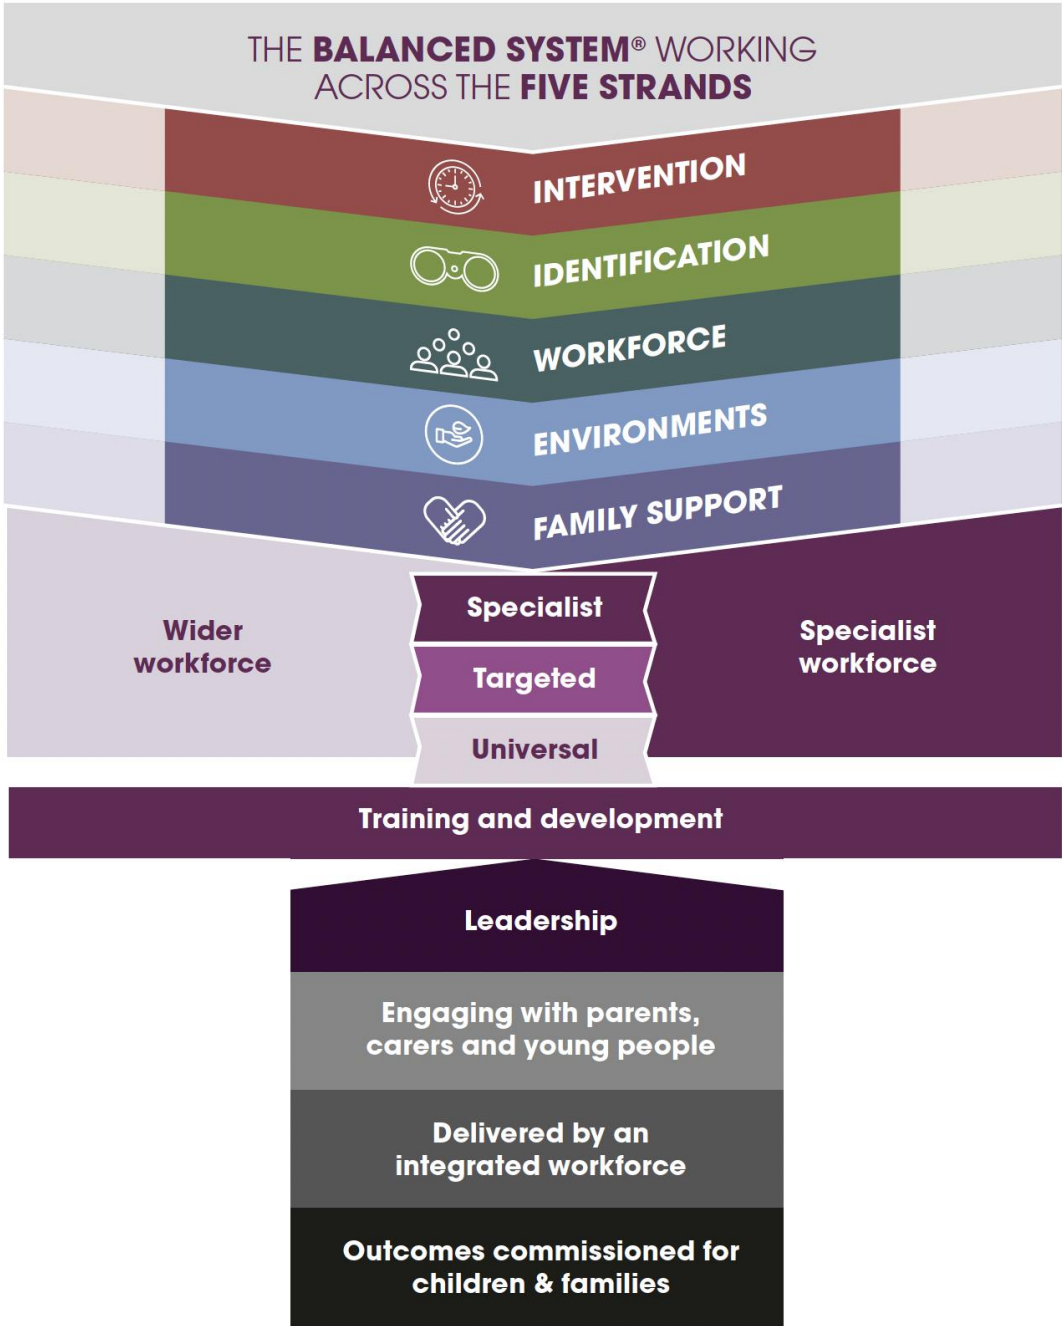 THE BALANCED SYSTEM® WORKING
ACROSS THE FIVE STRANDS
INTERVENTION
IDENTIFICATION
WORKFORCE
ENVIRONMENTS
FAMILY SUPPORT
Wider
workforce
Specialist
Targeted
Universal
Specialist
workforce
Training and development
Leadership
Engaging with parents,
carers and young people
Delivered by an
integrated workforce
Outcomes commissioned for
children & families